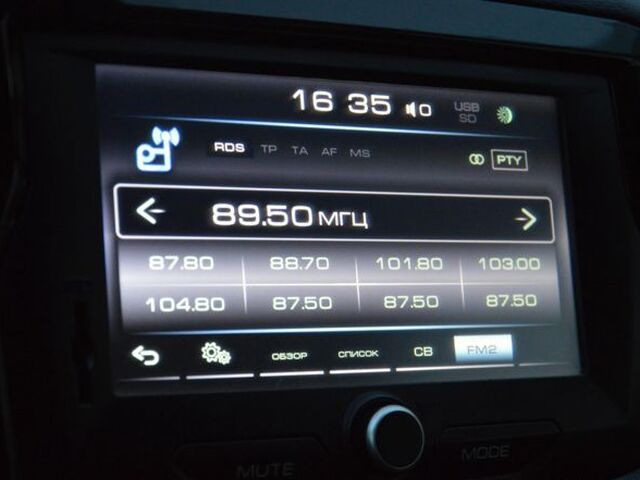 16 35 0 USB SD
RDS TP TA AF MS PTY
89.50 МГЦ
87.80 88.70 101.80 103.00
104.80 87.50 87.50 87.50
ОБЗОР СПИСОК СВ FM2
MUTE MODE